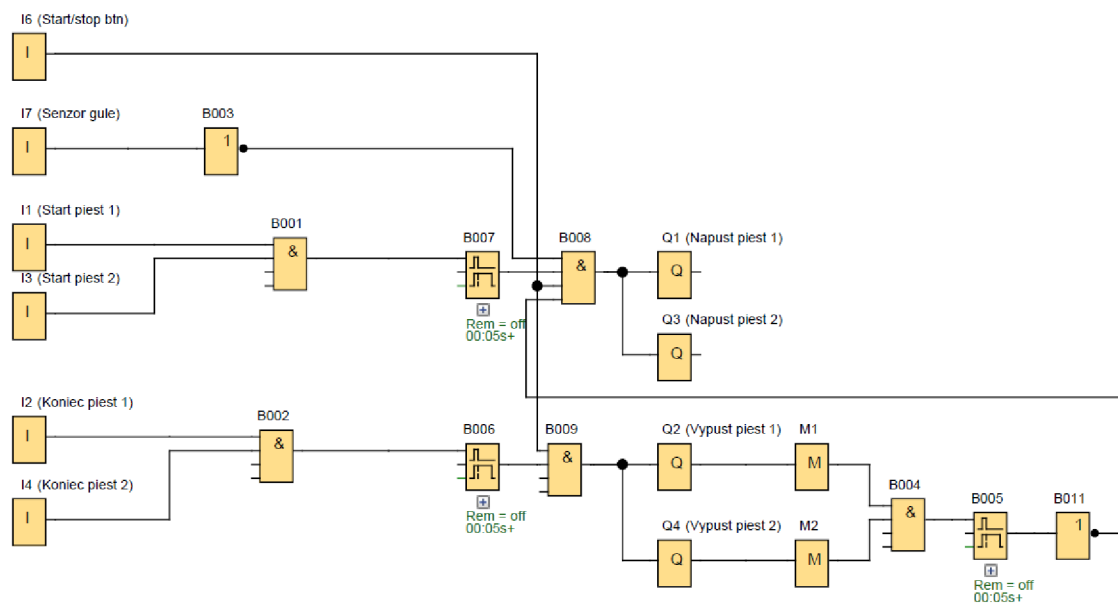 I6 (Start/stop btn)
I
I7 (Senzor gule)
I
B003
1
I1 (Start piest 1)
I
I3 (Start piest 2)
I
B001
&
B007
Rem = off
00:05s+
B008
&
Q1 (Napust piest 1)
Q
Q3 (Napust piest 2)
Q
I2 (Koniec piest 1)
I
I4 (Koniec piest 2)
I
B002
&
B006
Rem = off
00:05s+
B009
&
Q2 (Vypust piest 1)
Q
M1
M
Q4 (Vypust piest 2)
Q
M2
M
B004
&
B005
Rem = off
00:05s+
B011
1